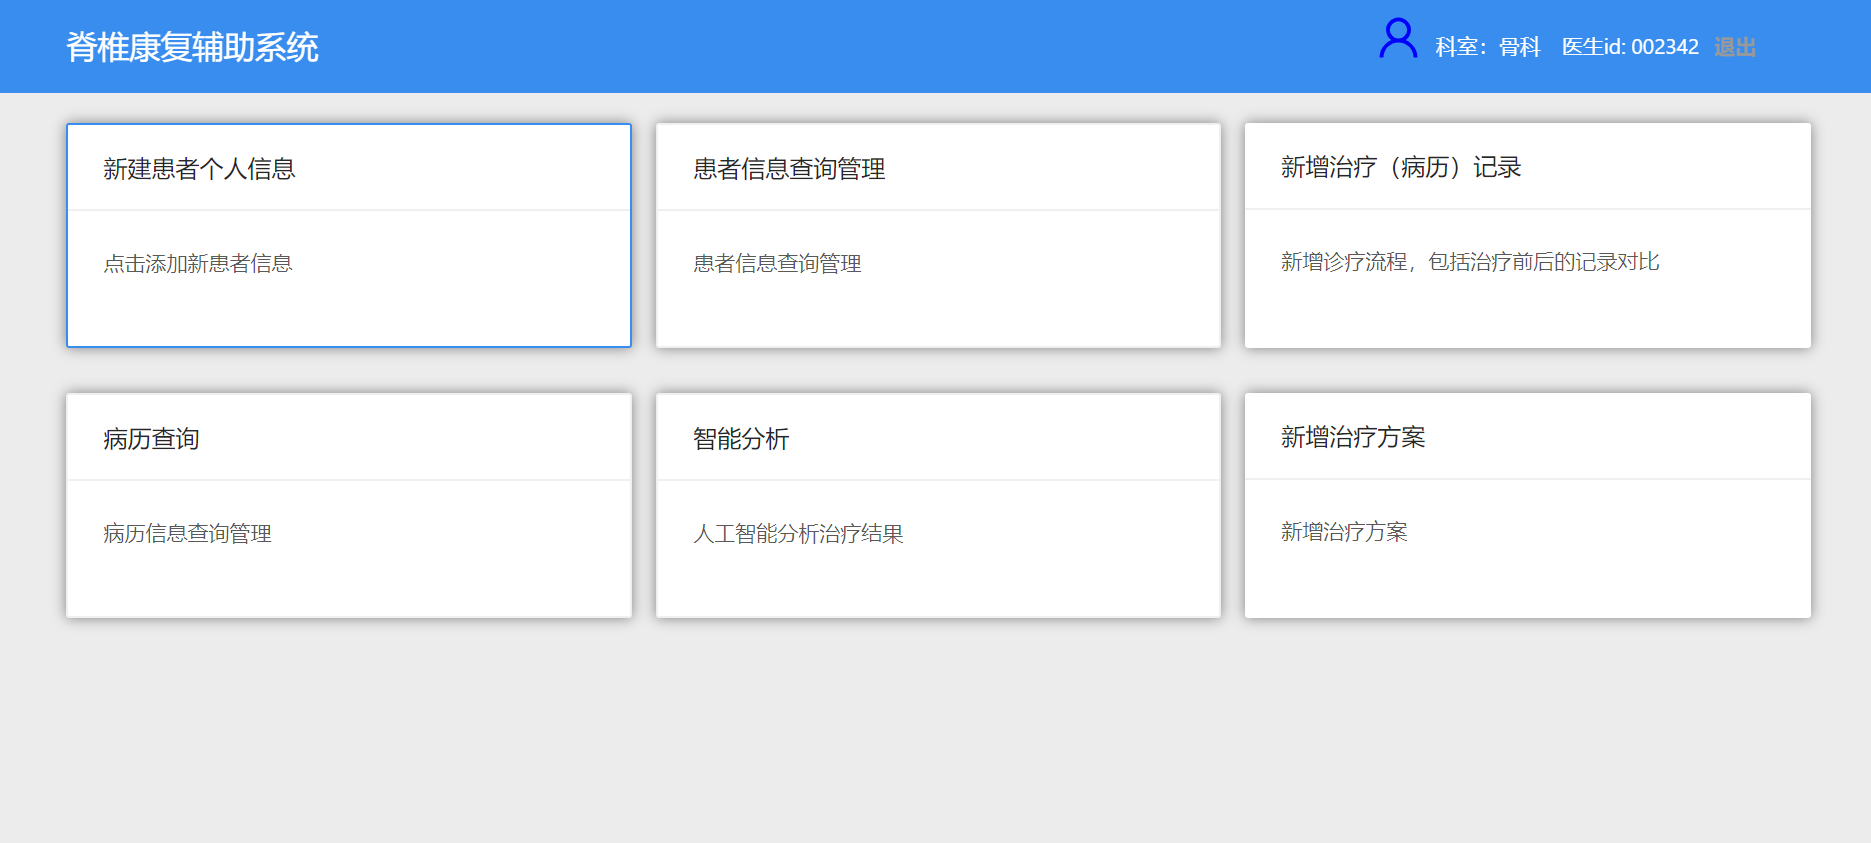 脊椎康复辅助系统
科室：骨科 医生id: 002342 退出
新建患者个人信息
点击添加新患者信息
患者信息查询管理
患者信息查询管理
新增治疗（病历）记录
新增诊疗流程，包括治疗前后的记录对比
病历查询
病历信息查询管理
智能分析
人工智能分析治疗结果
新增治疗方案
新增治疗方案